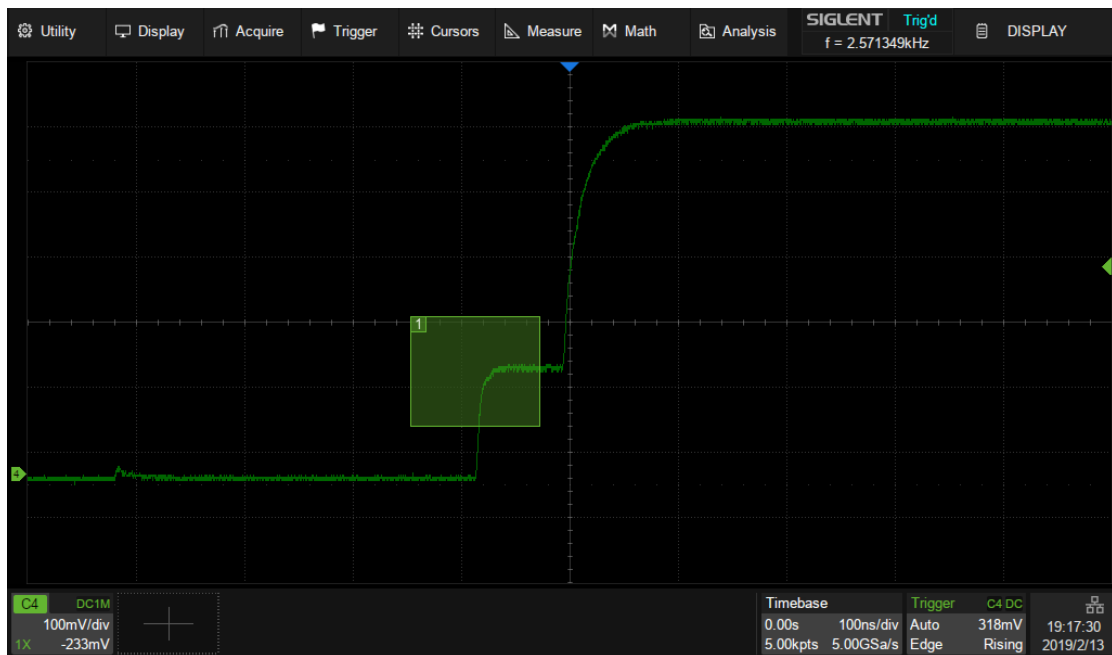 Utility Display Acquire Trigger Cursors Measure Math Analysis SIGLENT Trig'd DISPLAY
f = 2.571349kHz
1
4
C4 DC1M
100mV/div
1X -233mV
Timebase
0.00s 100ns/div
5.00kpts 5.00GSa/s
Trigger C4 DC
Auto 318mV
Edge Rising
19:17:30
2019/2/13